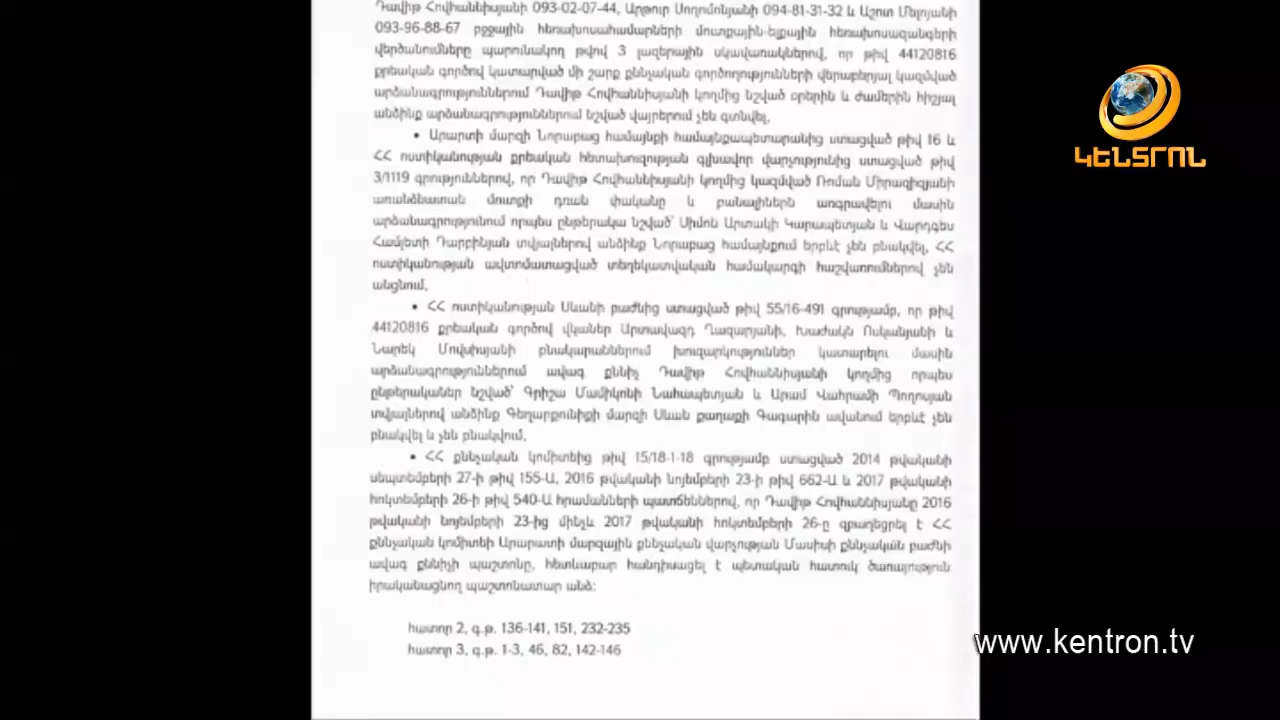 Դավիթ Հովհաննիսյանի 093-02-07-44, Արթուր Սողոմոնյանի 094-81-31-32 և Աշոտ Մելոյանի
093-96-88-67 բջջային հեռախոսահամարների մուտքային-ելքային հեռախոսազանգերի
վերծանումները պարունակող թվով 3 լազերային սկավառակներով, որ թիվ 44120816
քրեական գործով կատարված մի շարք քննչական գործողությունների վերաբերյալ կազմված
արձանագրություններում Դավիթ Հովհաննիսյանի կողմից նշված օրերին և ժամերին հիշյալ
անձինք արձանագրություններում նշված վայրերում չեն գտնվել,
• Արարտի մարզի Նորաբաց համայնքի համայնքապետարանից ստացված թիվ 16 և
ՀՀ ոստիկանության քրեական հետախուզության գլխավոր վարչությունից ստացված թիվ
3/1119 գրություններով, որ Դավիթ Հովհաննիսյանի կողմից կազմված Ռոման Միրազիզյանի
առանձնատան մուտքի դռան փականը և բանալիներն առգրավելու մասին
արձանագրությունում որպես ընթերակա նշված՝ Սիմոն Արտակի Կարապետյան և Վարդգես
Համլետի Դարբինյան տվյալներով անձինք Նորաբաց համայնքում երբևէ չեն բնակվել, ՀՀ
ոստիկանության ավտոմատացված տեղեկատվական համակարգի հաշվառումներով չեն
անցնում,
• ՀՀ ոստիկանության Սևանի բաժնից ստացված թիվ 55/16-491 գրությամբ, որ թիվ
44120816 քրեական գործով վկաներ Արտավազդ Ղազարյանի, Խաժակն Ոսկանյանի և
Նարեկ Մովսիսյանի բնակարաններում խուզարկություններ կատարելու մասին
արձանագրություններում ավագ քննիչ Դավիթ Հովհաննիսյանի կողմից որպես
ընթերականեր նշված՝ Գրիշա Մամիկոնի Նահապետյան և Արամ Վահրամի Պողոսյան
տվյալներով անձինք Գեղարքունիքի մարզի Սևան քաղաքի Գագարին ավանում երբևէ չեն
բնակվել և չեն բնակվում,
• ՀՀ քննչական կոմիտեից թիվ 15/18-1-18 գրությամբ ստացված 2014 թվականի
սեպտեմբերի 27-ի թիվ 155-Ա, 2016 թվականի նոյեմբերի 23-ի թիվ 662-Ա և 2017 թվականի
հոկտեմբերի 26-ի թիվ 540-Ա հրամանների պատճեններով, որ Դավիթ Հովհաննիսյանը 2016
թվականի նոյեմբերի 23-ից մինչև 2017 թվականի հոկտեմբերի 26-ը զբաղեցրել է ՀՀ
քննչական կոմիտեի Արարատի մարզային քննչական վարչության Մասիսի քննչական բաժնի
ավագ քննիչի պաշտոնը, հետևաբար հանդիսացել է պետական հատուկ ծառայություն
իրականացնող պաշտոնատար անձ:
հատոր 2, գ.թ. 136-141, 151, 232-235
հատոր 3, գ.թ. 1-3, 46, 82, 142-146
ԿԵՆՏՐՈՆ
www.kentron.tv